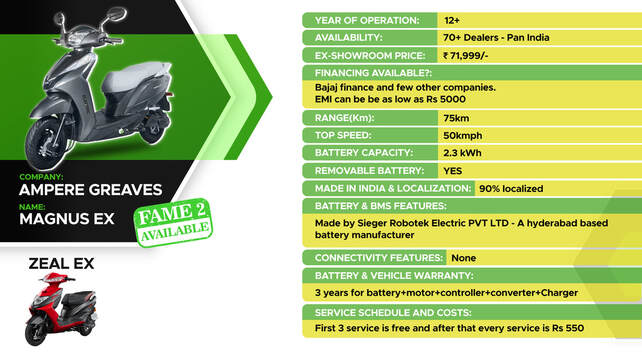 COMPANY:
AMPERE GREAVES
NAME:
MAGNUS EX
FAME 2
AVAILABLE
ZEAL EX
YEAR OF OPERATION: 12+
AVAILABILITY: 70+ Dealers - Pan India
EX-SHOWROOM PRICE: ₹ 71,999/-
FINANCING AVAILABLE?:
Bajaj finance and few other companies.
EMI can be be as low as Rs 5000
RANGE(Km): 75km
TOP SPEED: 50kmph
BATTERY CAPACITY: 2.3 kWh
REMOVABLE BATTERY: YES
MADE IN INDIA & LOCALIZATION: 90% localized
BATTERY & BMS FEATURES:
Made by Sieger Robotek Electric PVT LTD - A hyderabad based
battery manufacturer
CONNECTIVITY FEATURES: None
BATTERY & VEHICLE WARRANTY:
3 years for battery+motor+controller+converter+Charger
SERVICE SCHEDULE AND COSTS:
First 3 service is free and after that every service is Rs 550